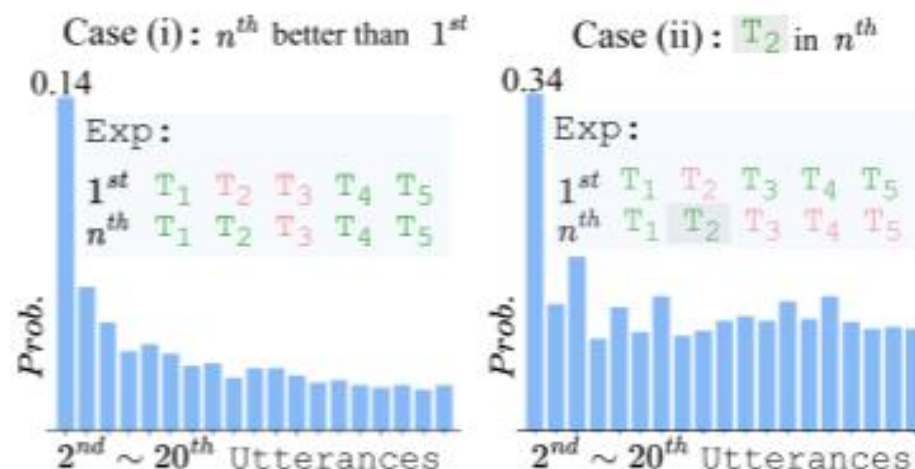 Case (i): nᵗʰ better than 1ˢᵗ
0.14
Exp:
1ˢᵗ T₁ T₂ T₃ T₄ T₅
nᵗʰ T₁ T₂ T₃ T₄ T₅
Prob.
2ⁿᵈ ~ 20ᵗʰ Utterances
Case (ii): T₂ in nᵗʰ
0.34
Exp:
1ˢᵗ T₁ T₂ T₃ T₄ T₅
nᵗʰ T₁ T₂ T₃ T₄ T₅
Prob.
2ⁿᵈ ~ 20ᵗʰ Utterances